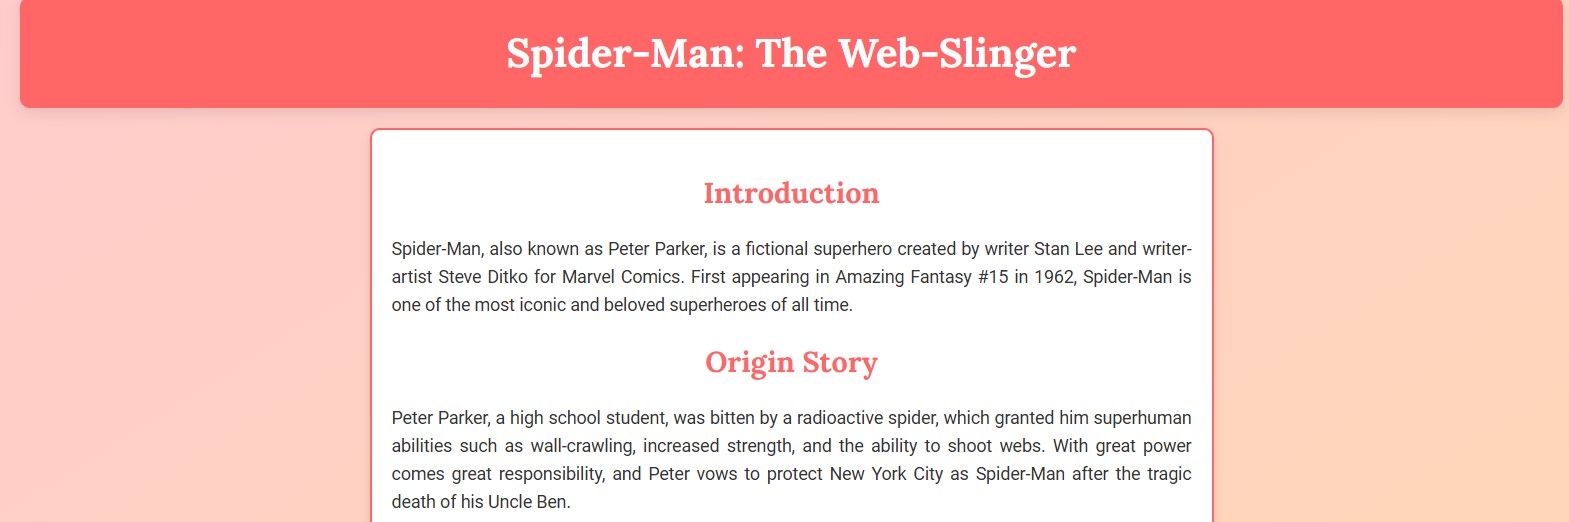 Spider-Man: The Web-Slinger
Introduction
Spider-Man, also known as Peter Parker, is a fictional superhero created by writer Stan Lee and writer-
artist Steve Ditko for Marvel Comics. First appearing in Amazing Fantasy #15 in 1962, Spider-Man is
one of the most iconic and beloved superheroes of all time.
Origin Story
Peter Parker, a high school student, was bitten by a radioactive spider, which granted him superhuman
abilities such as wall-crawling, increased strength, and the ability to shoot webs. With great power
comes great responsibility, and Peter vows to protect New York City as Spider-Man after the tragic
death of his Uncle Ben.